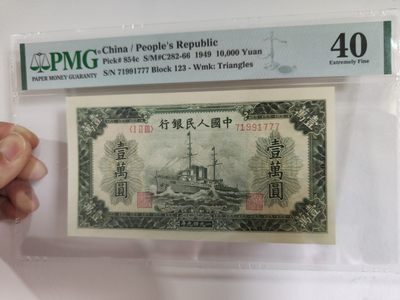 PMG
PAPER MONEY GUARANTY
China / People's Republic
Pick# 854c S/M#C282-66 1949 10,000 Yuan
S/N 71991777 Block 123 - Wmk: Triangles
40
Extremely Fine
行銀民人國中
71991777
壹萬圓
壹萬圓